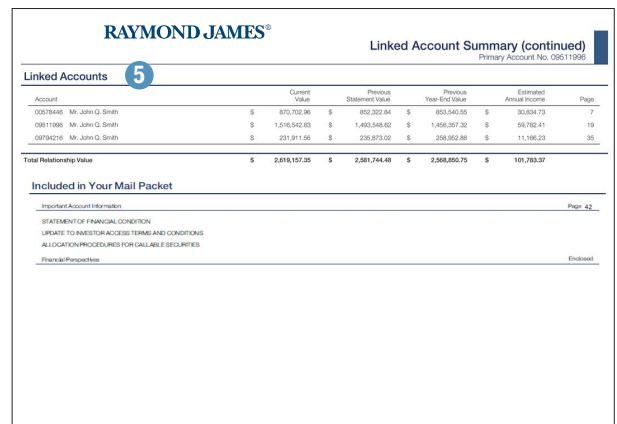 RAYMOND JAMES®
Linked Account Summary (continued)
Primary Account No. 09511996
Linked Accounts 5
Account Current Value Previous Statement Value Previous Year-End Value Estimated Annual Income Page
00578446 Mr. John Q. Smith $ 870,702.96 $ 852,322.84 $ 853,540.55 $ 30,834.73 7
09511996 Mr. John Q. Smith $ 1,516,542.83 $ 1,493,548.62 $ 1,456,357.32 $ 59,782.41 19
09794216 Mr. John Q. Smith $ 231,911.56 $ 235,873.02 $ 258,952.88 $ 11,166.23 35
Total Relationship Value $ 2,619,157.35 $ 2,581,744.48 $ 2,568,850.75 $ 101,783.37
Included in Your Mail Packet
Important Account Information Page 42
STATEMENT OF FINANCIAL CONDITION
UPDATE TO INVESTOR ACCESS TERMS AND CONDITIONS
ALLOCATION PROCEDURES FOR CALLABLE SECURITIES
Financial Perspectives Enclosed